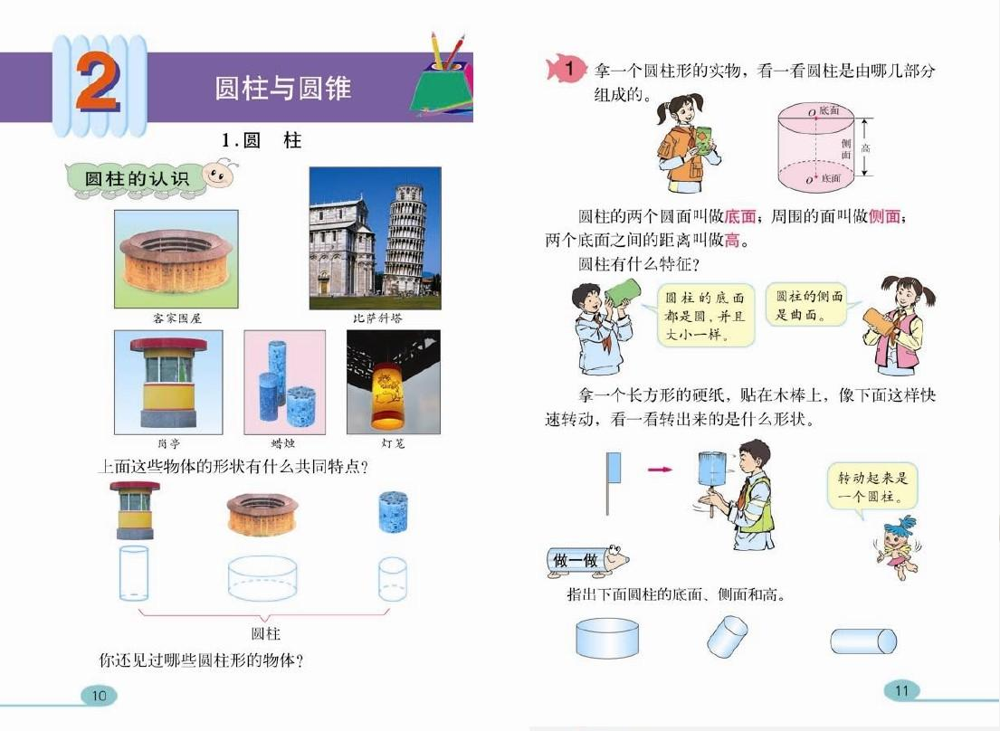 2
圆柱与圆锥
1.圆 柱
圆柱的认识
客家围屋
比萨斜塔
岗亭
蜡烛
灯笼
上面这些物体的形状有什么共同特点？
圆柱
你还见过哪些圆柱形的物体？
10
1
拿一个圆柱形的实物，看一看圆柱是由哪几部分
组成的。
O 底面
侧
面
高
O 底面
圆柱的两个圆面叫做底面；周围的面叫做侧面；
两个底面之间的距离叫做高。
圆柱有什么特征？
圆柱的底面
都是圆，并且
大小一样。
圆柱的侧面
是曲面。
拿一个长方形的硬纸，贴在木棒上，像下面这样快
速转动，看一看转出来的是什么形状。
转动起来是
一个圆柱。
做一做
指出下面圆柱的底面、侧面和高。
11